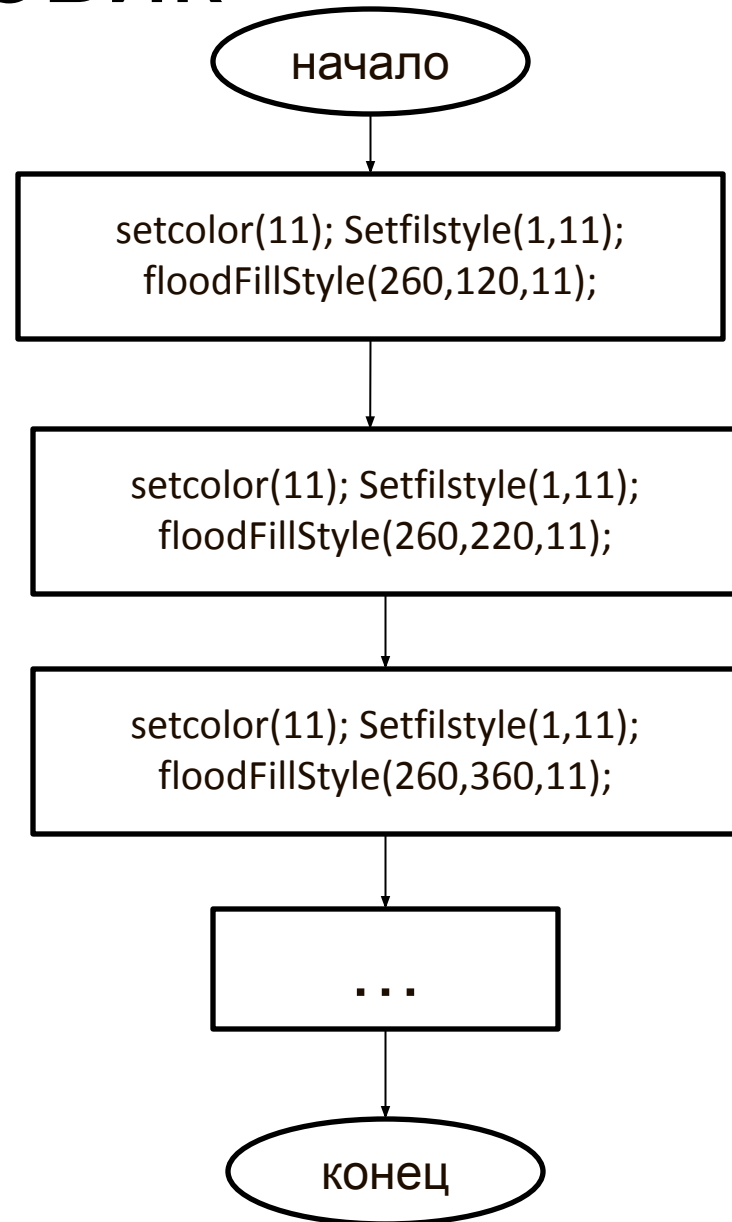 начало
setcolor(11); Setfilstyle(1,11);
floodFillStyle(260,120,11);
setcolor(11); Setfilstyle(1,11);
floodFillStyle(260,220,11);
setcolor(11); Setfilstyle(1,11);
floodFillStyle(260,360,11);
...
конец